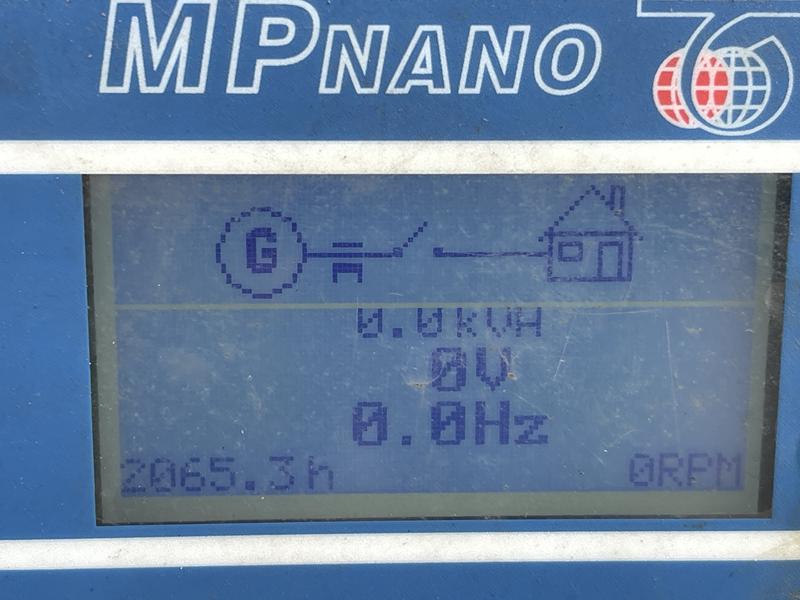 MPNANO
G
0.0kVA
0V
0.0Hz
2065.3h 0RPM